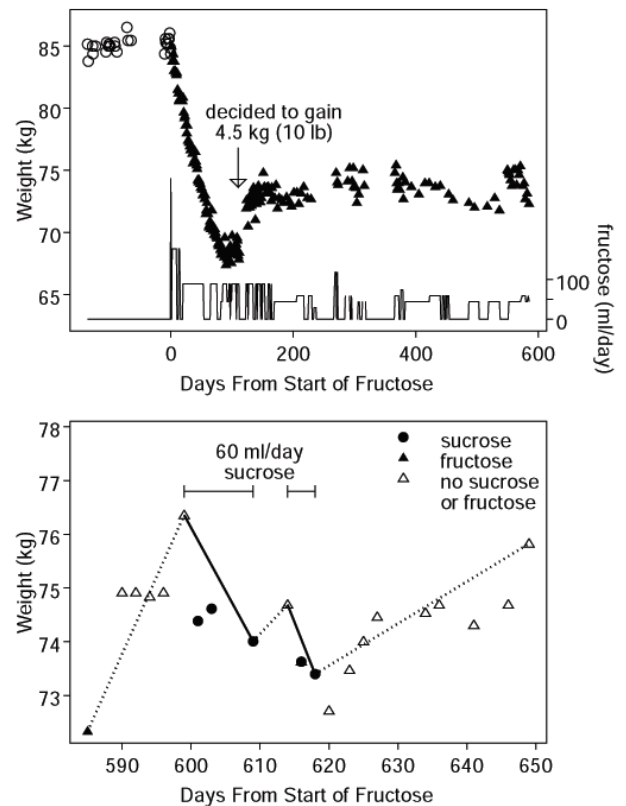 85
80
75
70
65
Weight (kg)
decided to gain
4.5 kg (10 lb)
100
0
fructose (ml/day)
0 200 400 600
Days From Start of Fructose
78
77
76
75
74
73
Weight (kg)
60 ml/day
sucrose
sucrose
fructose
no sucrose
or fructose
590 600 610 620 630 640 650
Days From Start of Fructose